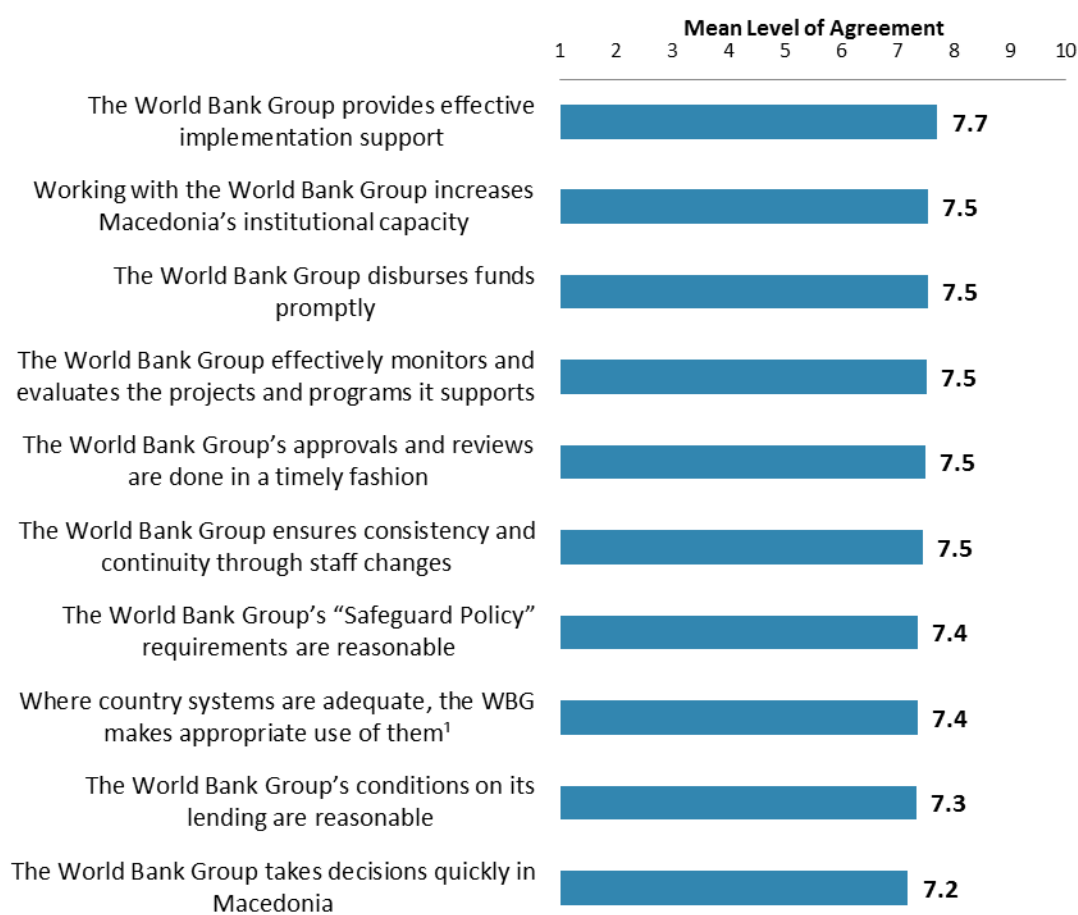 Mean Level of Agreement
1 2 3 4 5 6 7 8 9 10
The World Bank Group provides effective
implementation support
7.7
Working with the World Bank Group increases
Macedonia’s institutional capacity
7.5
The World Bank Group disburses funds
promptly
7.5
The World Bank Group effectively monitors and
evaluates the projects and programs it supports
7.5
The World Bank Group’s approvals and reviews
are done in a timely fashion
7.5
The World Bank Group ensures consistency and
continuity through staff changes
7.5
The World Bank Group’s “Safeguard Policy”
requirements are reasonable
7.4
Where country systems are adequate, the WBG
makes appropriate use of them¹
7.4
The World Bank Group’s conditions on its
lending are reasonable
7.3
The World Bank Group takes decisions quickly in
Macedonia
7.2